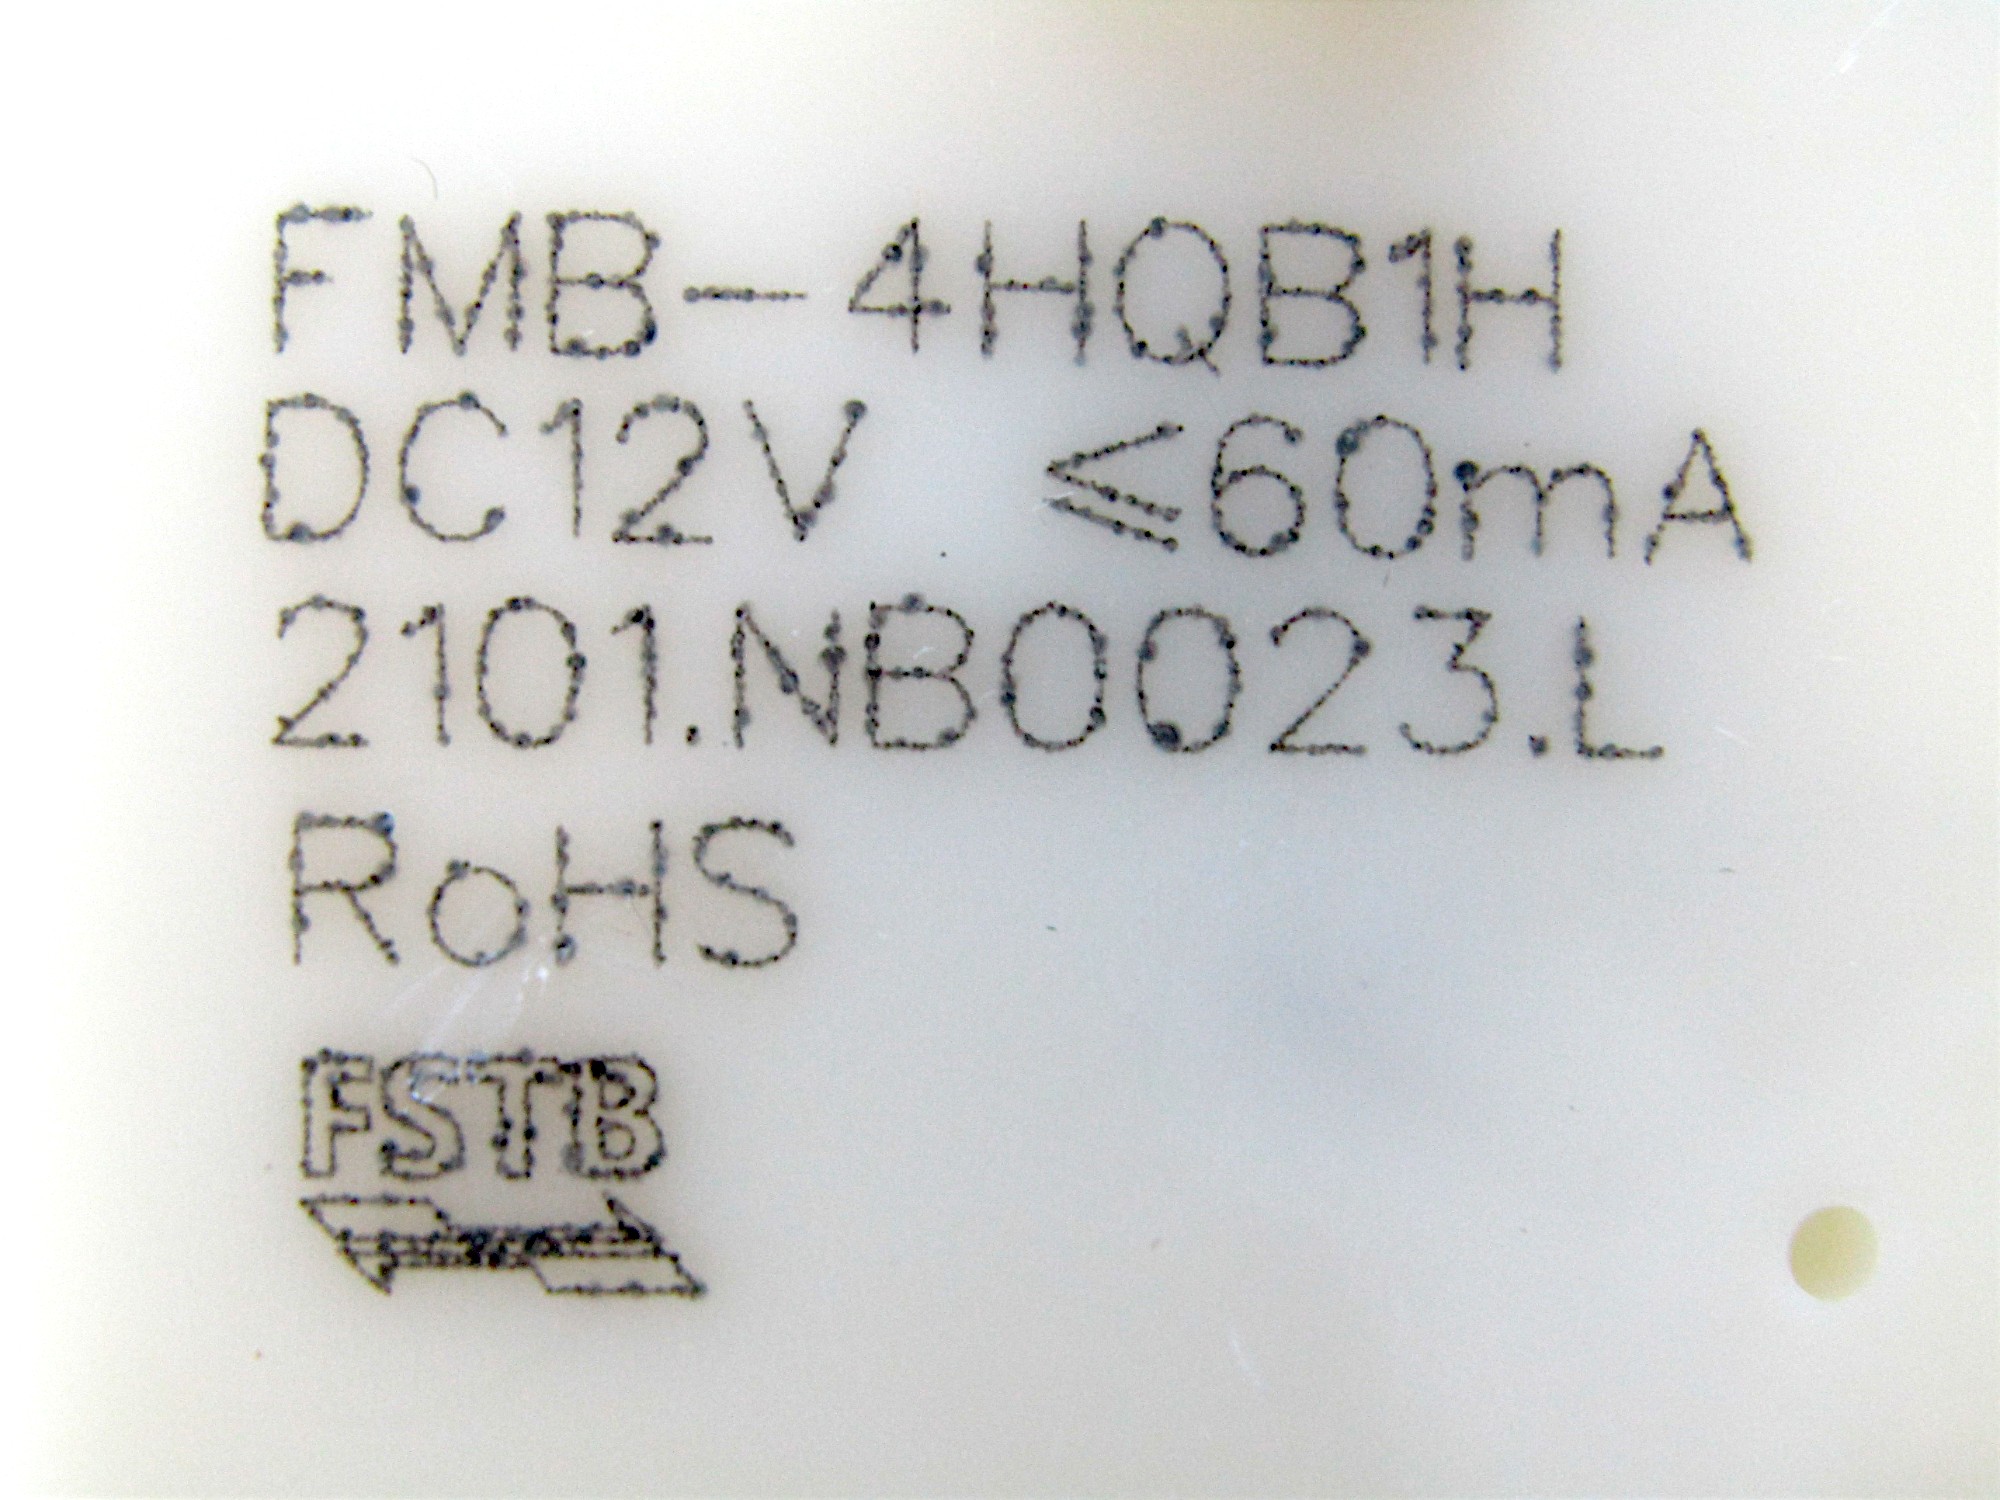 FMB-4HQB1H
DC12V ≤60mA
2101.NB0023.L
RoHS
FSTB